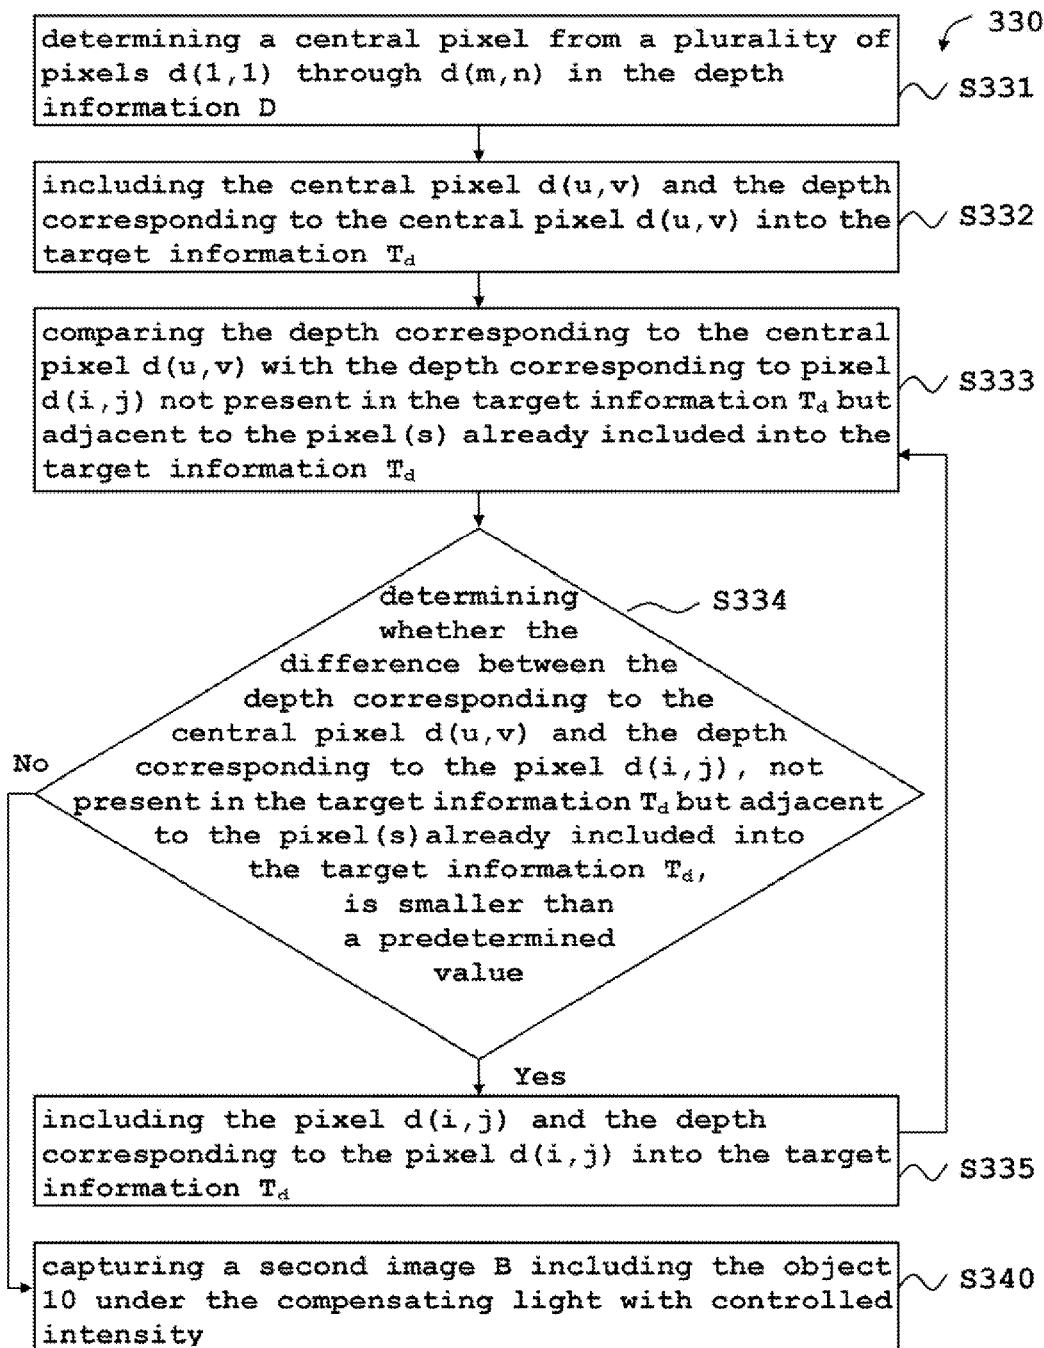 330
determining a central pixel from a plurality of
pixels d(1,1) through d(m,n) in the depth
information D
S331
including the central pixel d(u,v) and the depth
corresponding to the central pixel d(u,v) into the
target information Td
S332
comparing the depth corresponding to the central
pixel d(u,v) with the depth corresponding to pixel
d(i,j) not present in the target information Td but
adjacent to the pixel(s) already included into the
target information Td
S333
determining
whether the
difference between the
depth corresponding to the
central pixel d(u,v) and the depth
corresponding to the pixel d(i,j), not
present in the target information Td but adjacent
to the pixel(s) already included into
the target information Td,
is smaller than
a predetermined
value
S334
No
Yes
including the pixel d(i,j) and the depth
corresponding to the pixel d(i,j) into the target
information Td
S335
capturing a second image B including the object
10 under the compensating light with controlled
intensity
S340